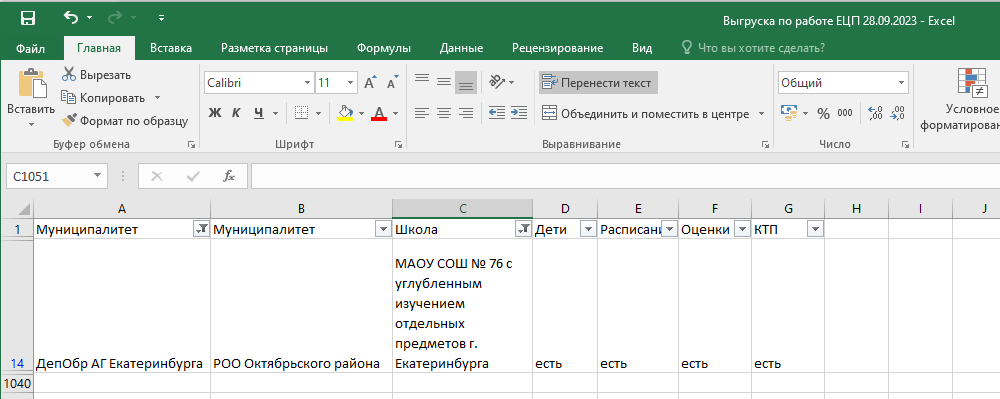 Выгруска по работе ЕЦП 28.09.2023 - Excel
Файл Главная Вставка Разметка страницы Формулы Данные Рецензирование Вид Что вы хотите сделать?
Вставить
Вырезать
Копировать
Формат по образцу
Буфер обмена
Calibri 11 A A
Ж К Ч А
Шрифт
Перенести текст
Объединить и поместить в центре
Выравнивание
Общий
% 000 ,00 ,0
Число
Условное
форматирован
C1051 fx
A B C D E F G H I J
1 Муниципалитет Муниципалитет Школа Дети Расписани Оценки КТП
МАОУ СОШ № 76 с
углубленным
изучением
отдельных
предметов г.
14 ДепОбр АГ Екатеринбурга РОО Октябрьского района Екатеринбурга есть есть есть есть
1040